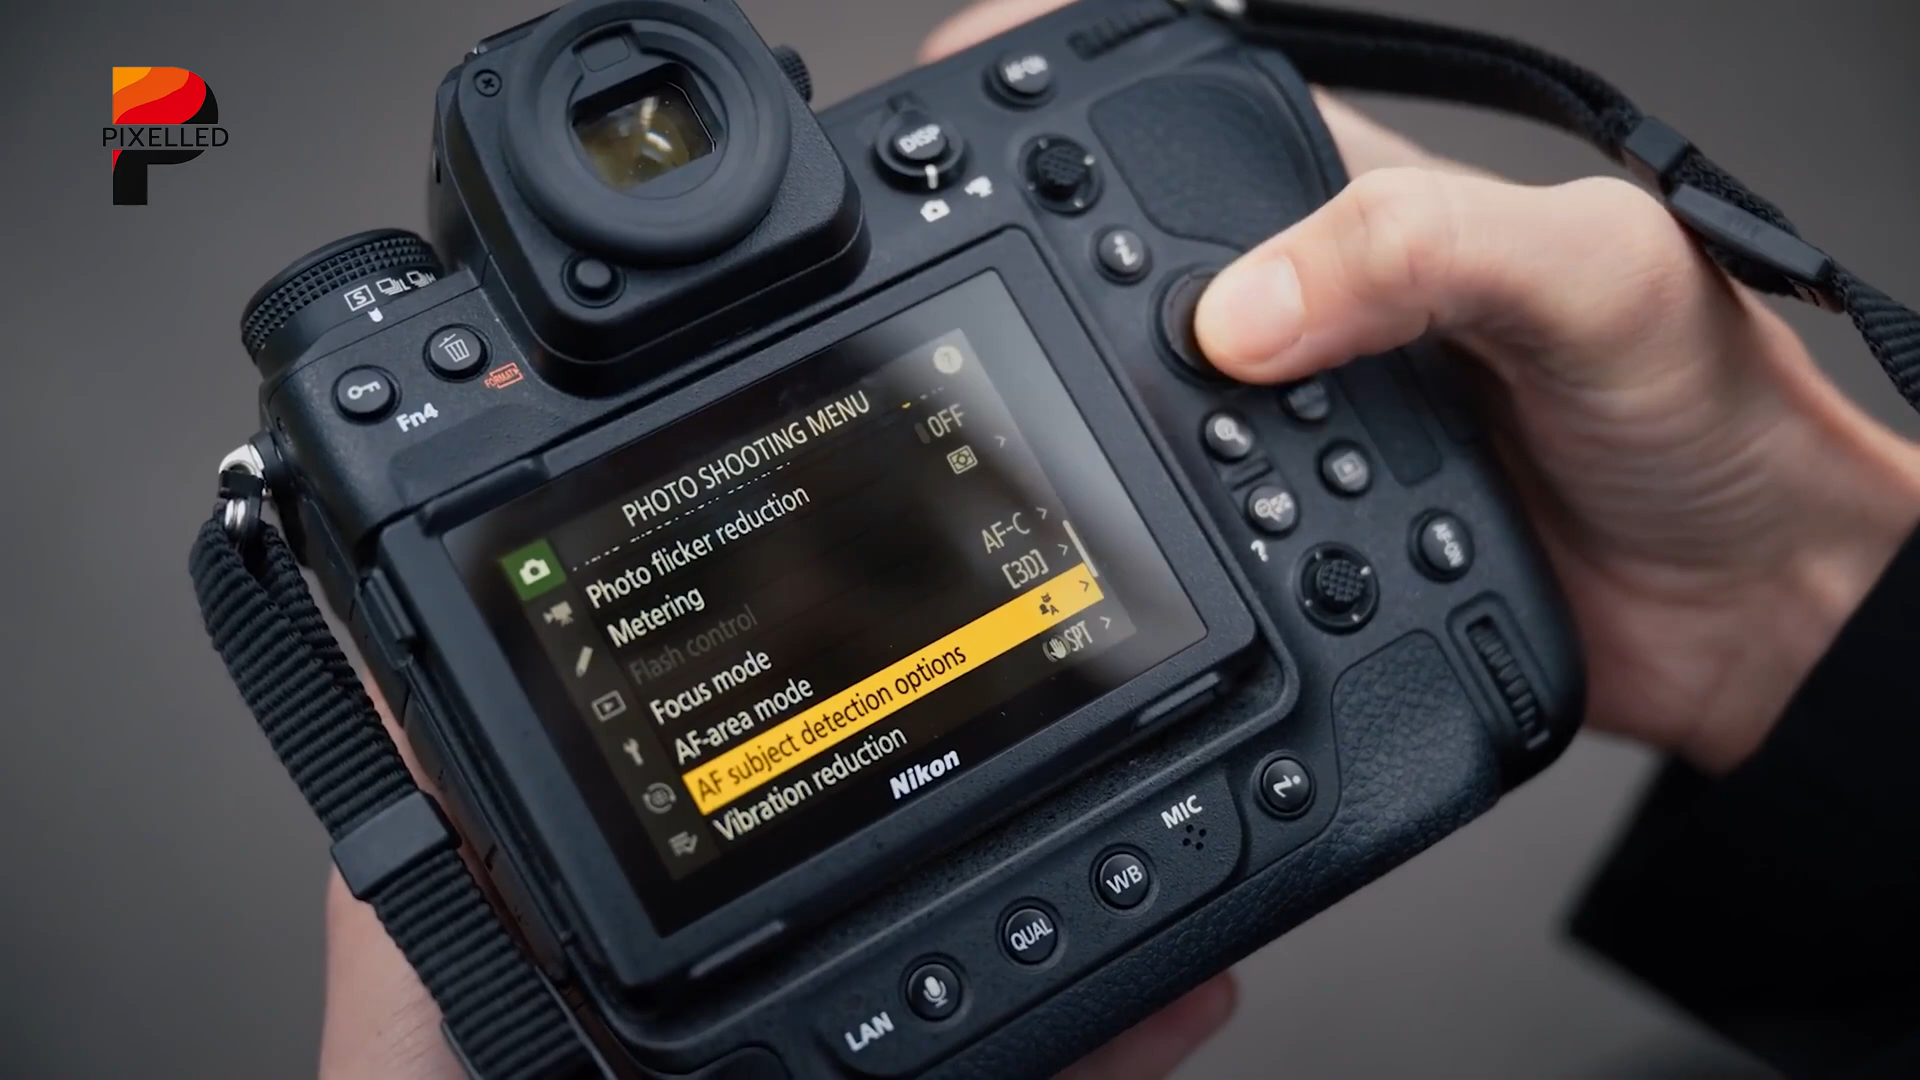 PIXELLED
AF-ON
DISP
i
S
L
H
Fn4
FORMAT
PHOTO SHOOTING MENU
Photo flicker reduction
OFF
Metering
Flash control
Focus mode
AF-C
AF-area mode
[3D]
AF subject detection options
Vibration reduction
SPT
Nikon
?
AF-ON
MIC
WB
QUAL
LAN